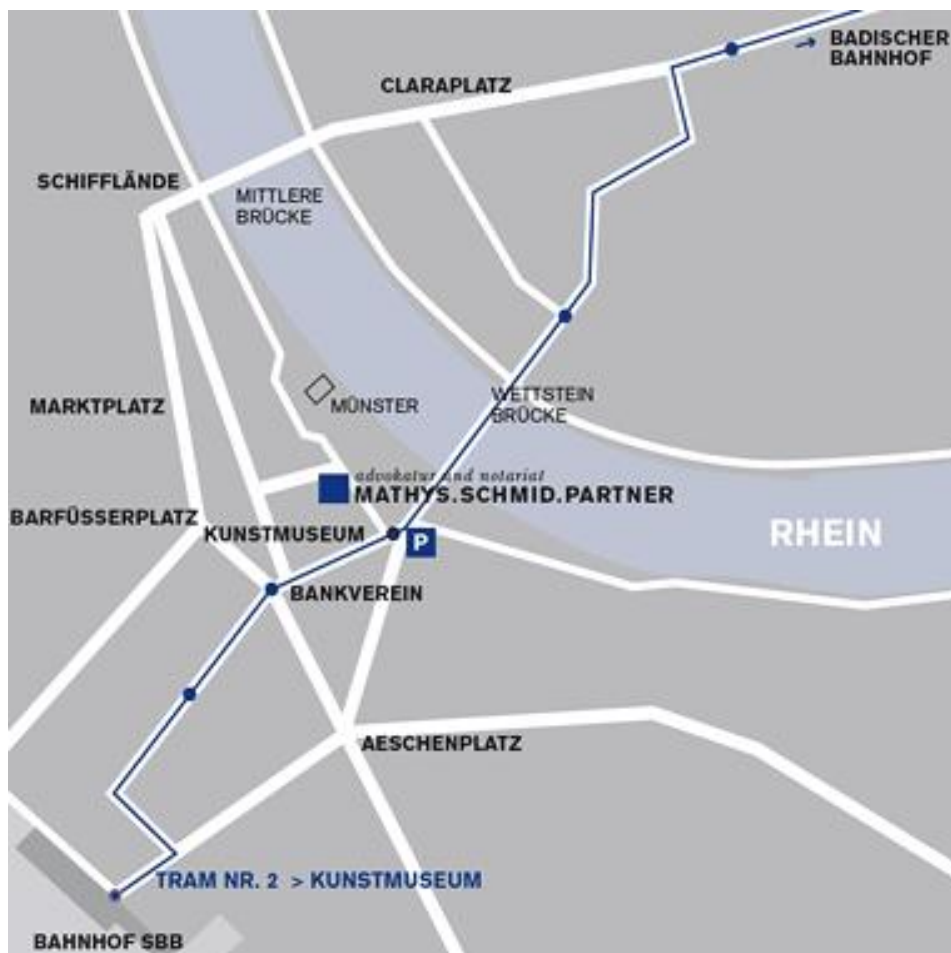 BADISCHER
BAHNHOF
CLARAPLATZ
SCHIFFLÄNDE
MITTLERE
BRÜCKE
MARKTPLATZ
MÜNSTER
WETTSTEIN
BRÜCKE
advokatur und notariat
MATHYS.SCHMID.PARTNER
BARFÜSSERPLATZ
KUNSTMUSEUM
P
RHEIN
BANKVEREIN
AESCHENPLATZ
TRAM NR. 2 > KUNSTMUSEUM
BAHNHOF SBB